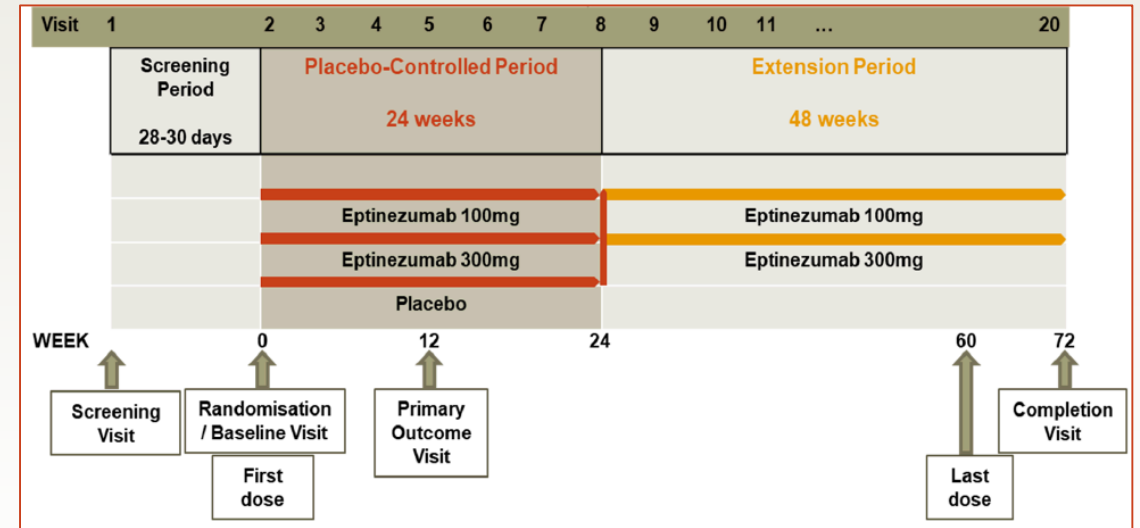 Visit 1 2 3 4 5 6 7 8 9 10 11 ... 20
Screening
Period
28-30 days
Placebo-Controlled Period
24 weeks
Extension Period
48 weeks
Eptinezumab 100mg
Eptinezumab 100mg
Eptinezumab 300mg
Eptinezumab 300mg
Placebo
WEEK 0 12 24 60 72
Screening
Visit
Randomisation
/ Baseline Visit
First
dose
Primary
Outcome
Visit
Last
dose
Completion
Visit